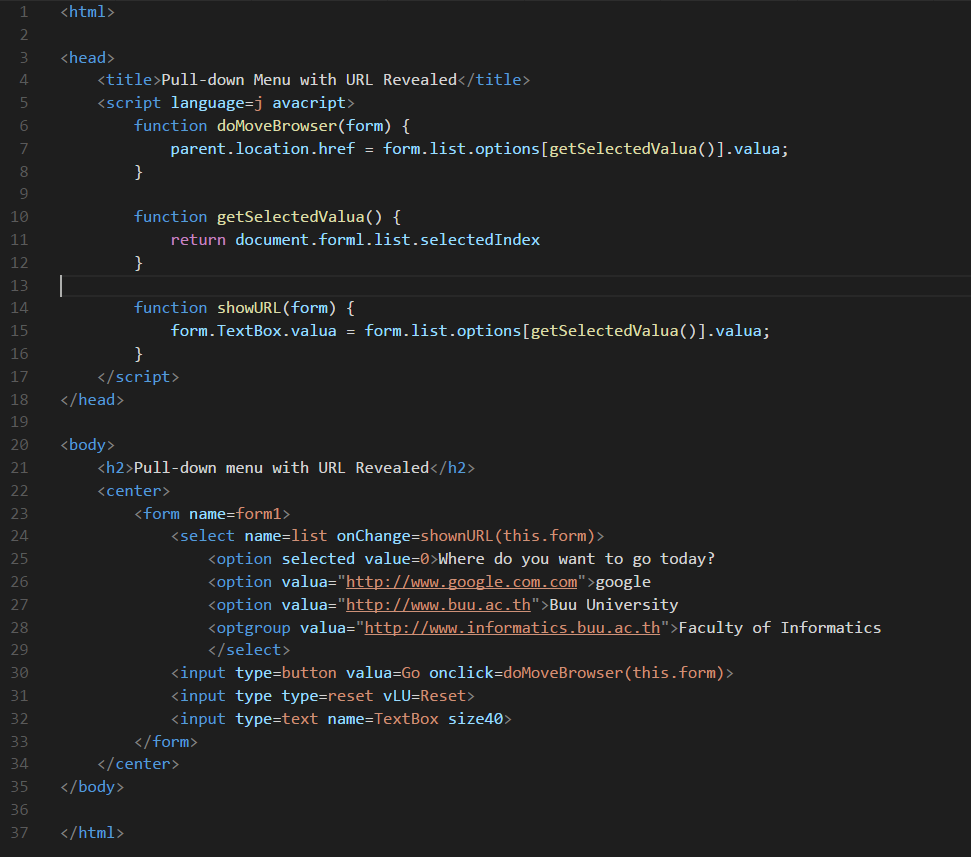 1 <html>
2
3 <head>
4 <title>Pull-down Menu with URL Revealed</title>
5 <script language=j avacript>
6 function doMoveBrowser(form) {
7 parent.location.href = form.list.options[getSelectedValua()].valua;
8 }
9
10 function getSelectedValua() {
11 return document.forml.list.selectedIndex
12 }
13
14 function showURL(form) {
15 form.TextBox.valua = form.list.options[getSelectedValua()].valua;
16 }
17 </script>
18 </head>
19
20 <body>
21 <h2>Pull-down menu with URL Revealed</h2>
22 <center>
23 <form name=form1>
24 <select name=list onChange=shownURL(this.form)>
25 <option selected value=0>Where do you want to go today?
26 <option valua="http://www.google.com.com">google
27 <option valua="http://www.buu.ac.th">Buu University
28 <optgroup valua="http://www.informatics.buu.ac.th">Faculty of Informatics
29 </select>
30 <input type=button valua=Go onclick=doMoveBrowser(this.form)>
31 <input type type=reset vLU=Reset>
32 <input type=text name=TextBox size40>
33 </form>
34 </center>
35 </body>
36
37 </html>